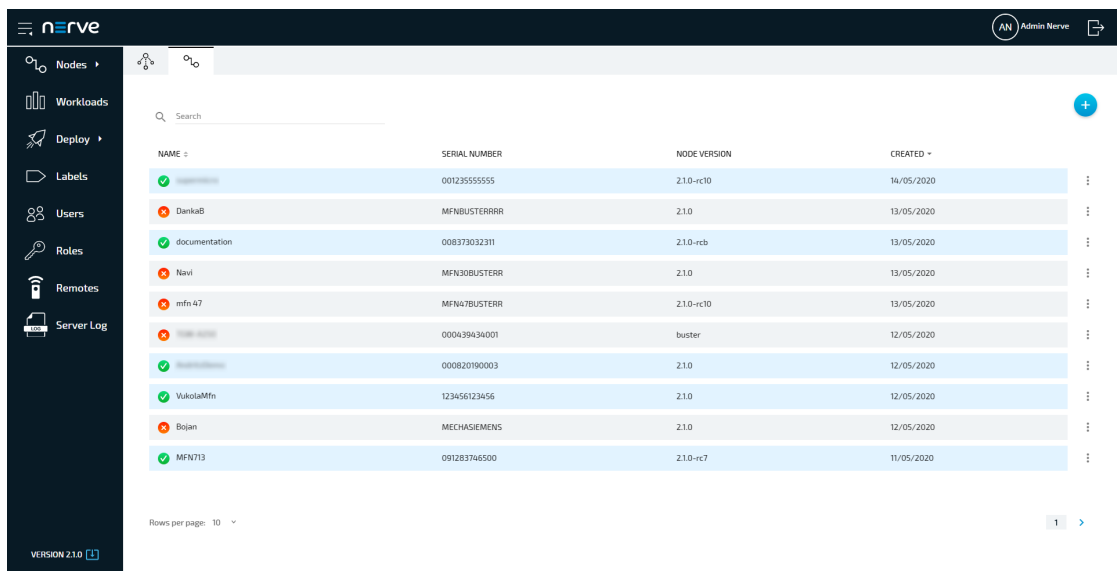 nerve
AN Admin Nerve
Nodes
Workloads
Deploy
Labels
Users
Roles
Remotes
LOG Server Log
VERSION 2.1.0
Search
NAME SERIAL NUMBER NODE VERSION CREATED
001235555555 2.1.0-rc10 14/05/2020
DankaB MFNBUSTERRRR 2.1.0 13/05/2020
documentation 008373032311 2.1.0-rcb 13/05/2020
Navi MFN30BUSTERR 2.1.0 13/05/2020
mfn 47 MFN47BUSTERR 2.1.0-rc10 13/05/2020
000439434001 buster 12/05/2020
000820190003 2.1.0 12/05/2020
VukolaMfn 123456123456 2.1.0 12/05/2020
Bojan MECHASIEMENS 2.1.0 12/05/2020
MFN713 091283746500 2.1.0-rc7 11/05/2020
Rows per page: 10
1